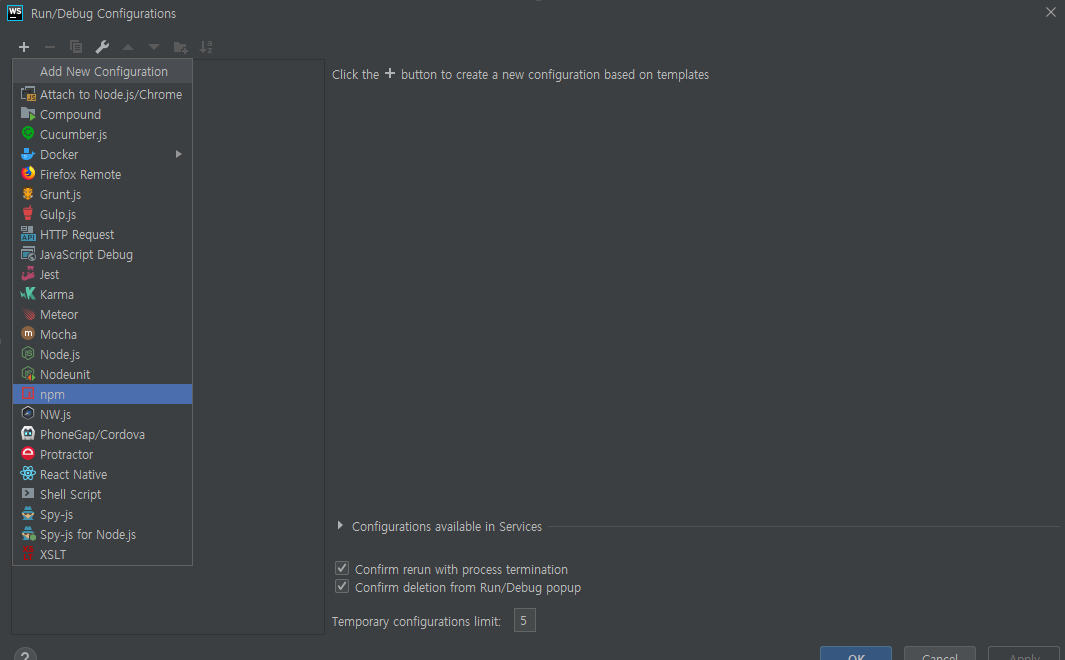 WS Run/Debug Configurations
Add New Configuration
Click the + button to create a new configuration based on templates
Attach to Node.js/Chrome
Compound
Cucumber.js
Docker
Firefox Remote
Grunt.js
Gulp.js
HTTP Request
JavaScript Debug
Jest
Karma
Meteor
Mocha
Node.js
Nodeunit
npm
NW.js
PhoneGap/Cordova
Protractor
React Native
Shell Script
Spy-js
Spy-js for Node.js
XSLT
Configurations available in Services
Confirm rerun with process termination
Confirm deletion from Run/Debug popup
Temporary configurations limit: 5
? OK Cancel Apply